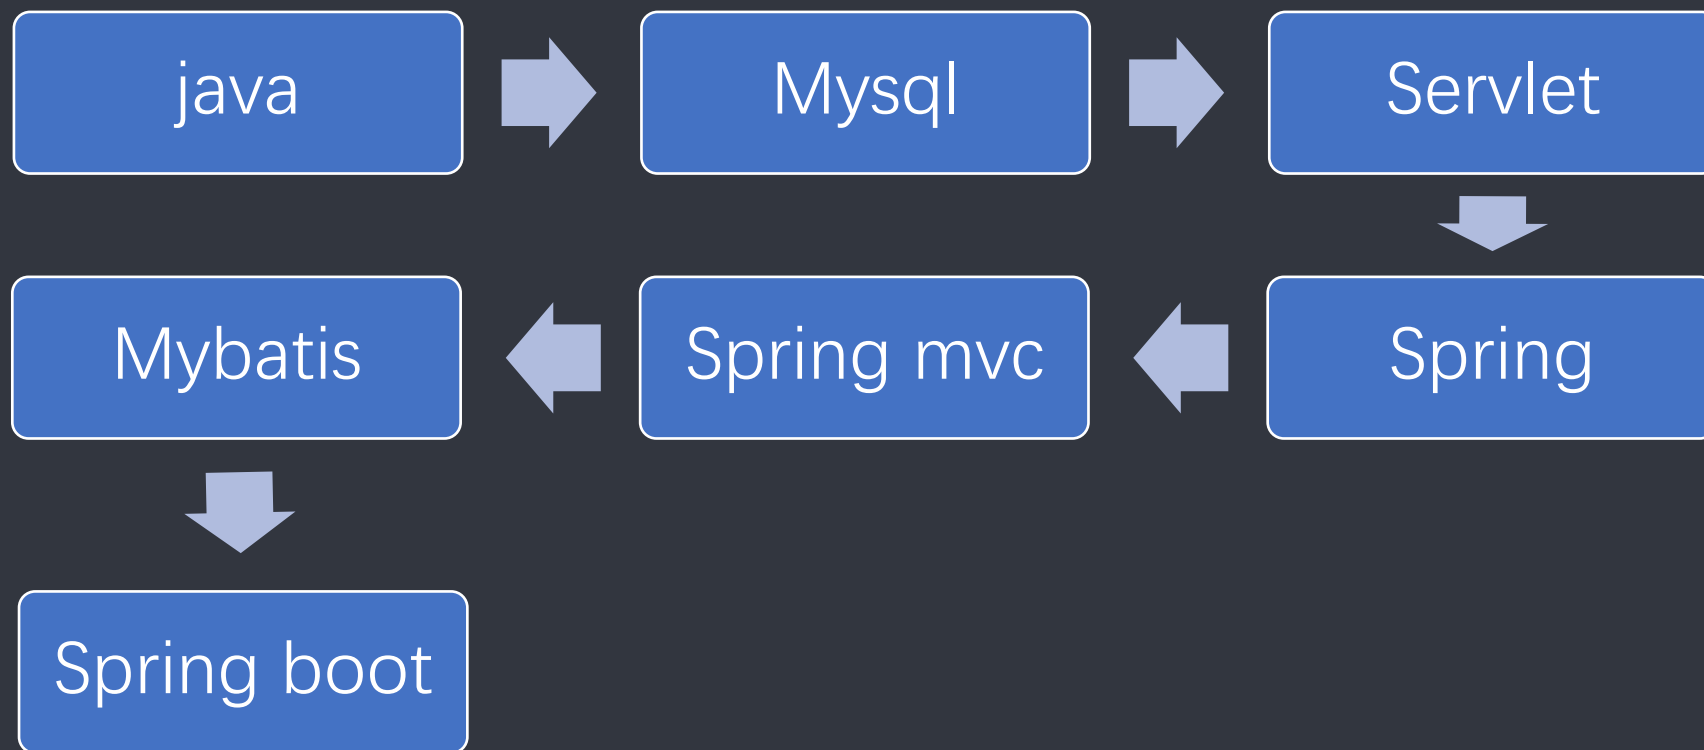 java
Mysql
Servlet
Mybatis
Spring mvc
Spring
Spring boot